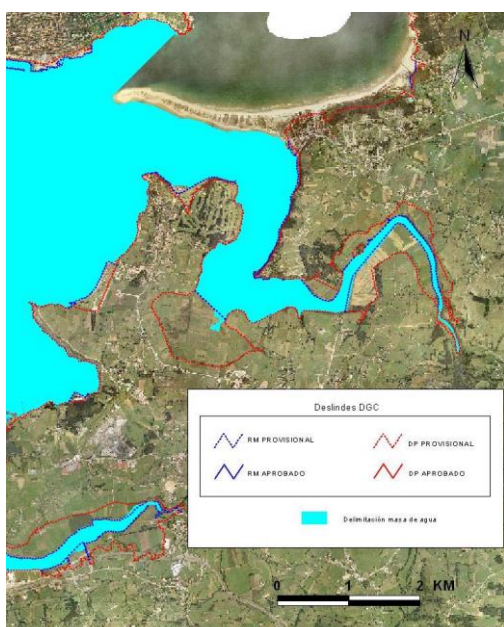 N
Deslindes DGC
RM PROVISIONAL
DP PROVISIONAL
RM APROBADO
DP APROBADO
Delimitación masa de agua
0 1 2 KM